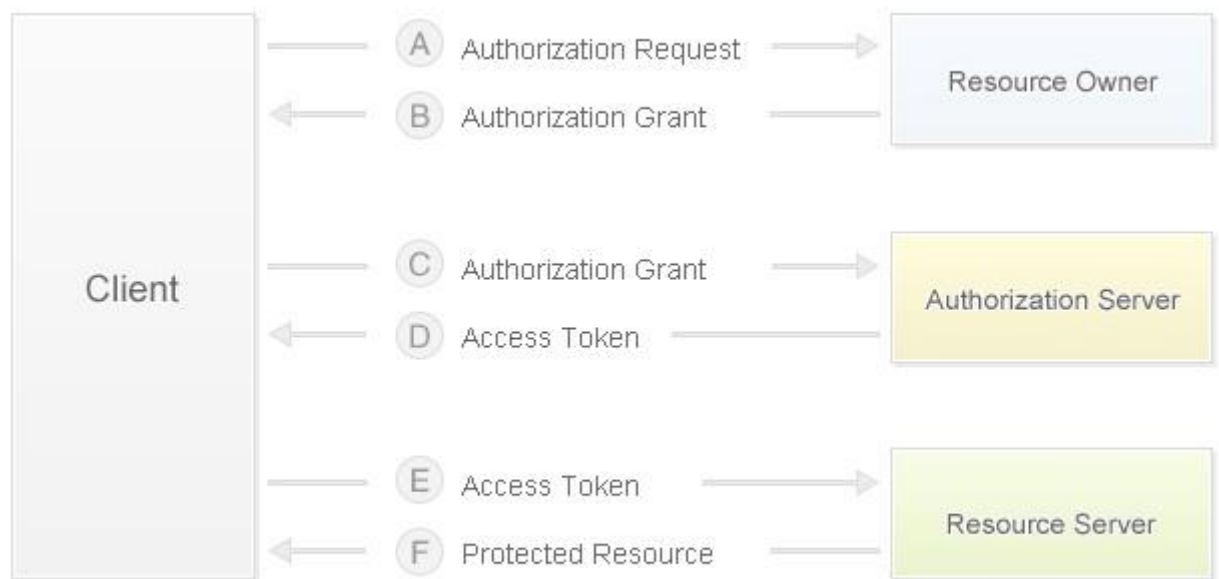 A Authorization Request
Resource Owner
B Authorization Grant
Client
C Authorization Grant
Authorization Server
D Access Token
E Access Token
Resource Server
F Protected Resource